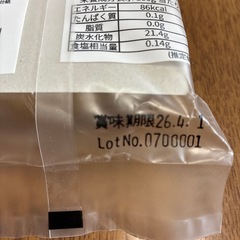 エネルギー 86kcal
たんぱく質 0.1g
脂質 0.0g
炭水化物 21.4g
食塩相当量 0.14g
賞味期限26.4.1
LotNo.0700001